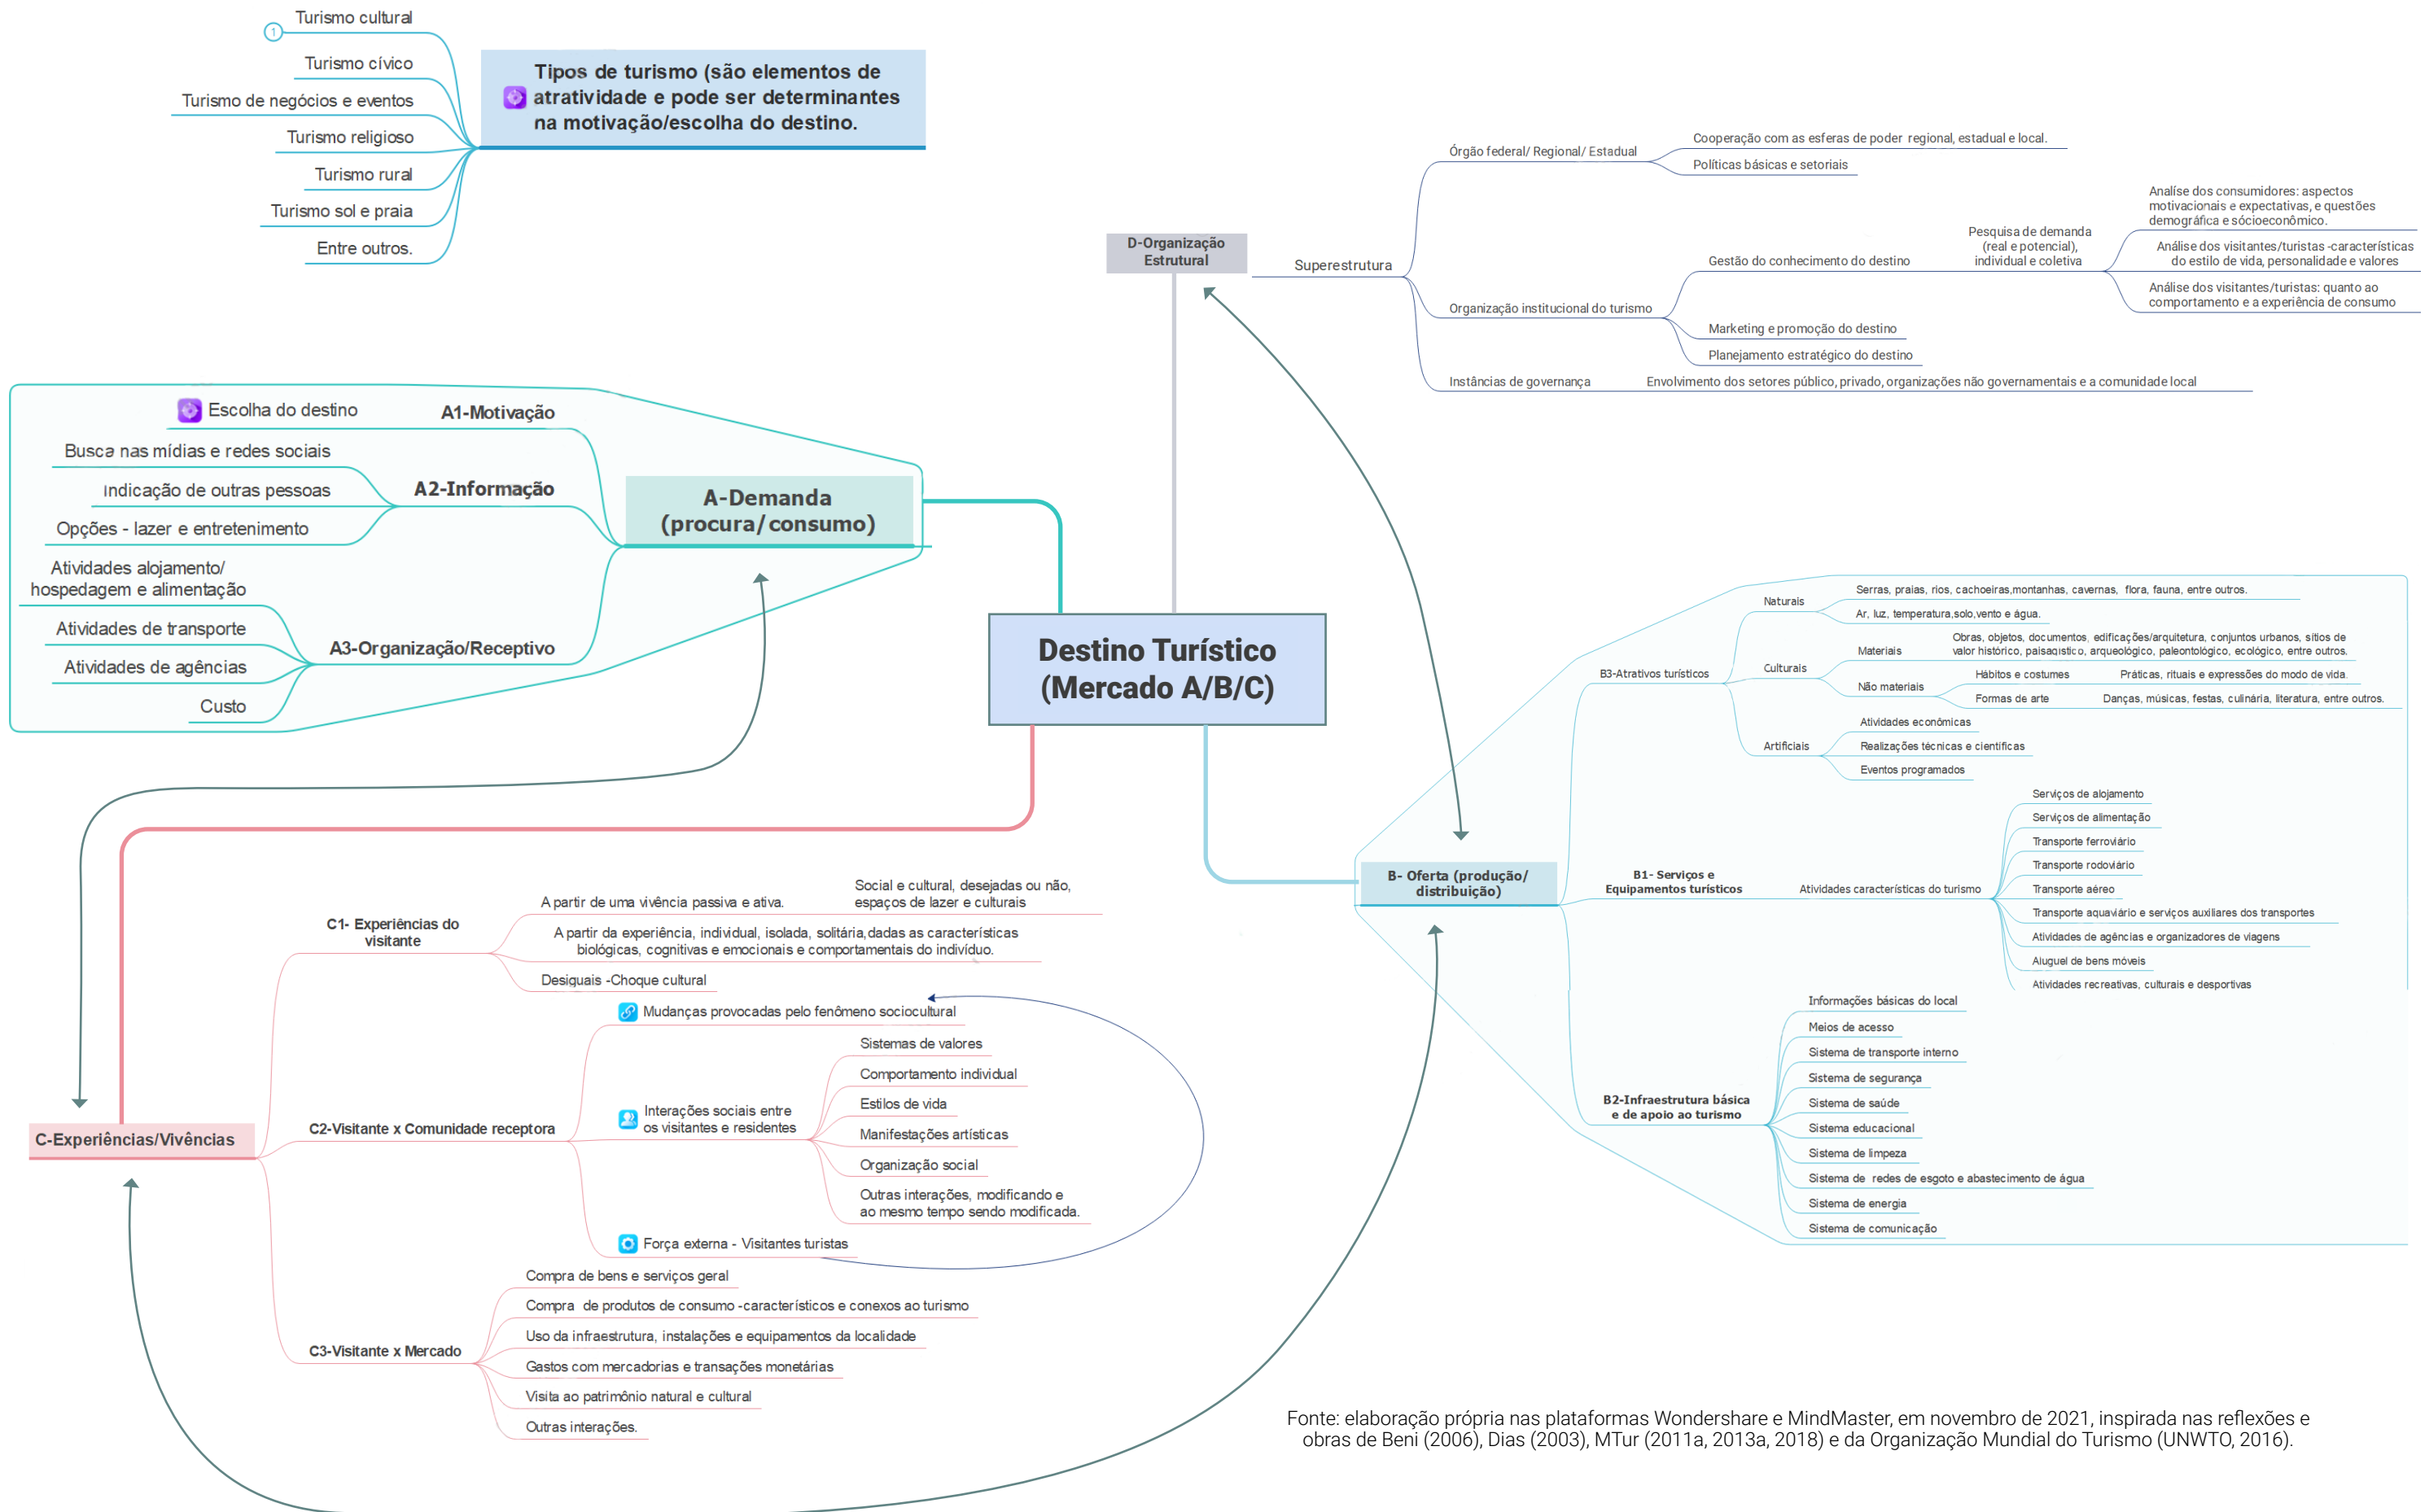 Turismo cultural
1
Turismo cívico
Turismo de negócios e eventos
Turismo religioso
Turismo rural
Turismo sol e praia
Entre outros.
Tipos de turismo (são elementos de
atratividade e pode ser determinantes
na motivação/escolha do destino.
D-Organização
Estrutural
Superestrutura
Órgão federal/ Regional/ Estadual
Cooperação com as esferas de poder regional, estadual e local.
Políticas básicas e setoriais
Organização institucional do turismo
Gestão do conhecimento do destino
Pesquisa de demanda
(real e potencial),
individual e coletiva
Analíse dos consumidores: aspectos
motivacionais e expectativas, e questões
demográfica e sócioeconômico.
Análise dos visitantes/turistas -características
do estilo de vida, personalidade e valores
Análise dos visitantes/turistas: quanto ao
comportamento e a experiência de consumo
Marketing e promoção do destino
Planejamento estratégico do destino
Instâncias de governança
Envolvimento dos setores público, privado, organizações não governamentais e a comunidade local
A-Demanda
(procura/consumo)
A1-Motivação
Escolha do destino
A2-Informação
Busca nas mídias e redes sociais
Indicação de outras pessoas
Opções - lazer e entretenimento
A3-Organização/Receptivo
Atividades alojamento/
hospedagem e alimentação
Atividades de transporte
Atividades de agências
Custo
Destino Turístico
(Mercado A/B/C)
B- Oferta (produção/
distribuição)
B3-Atrativos turísticos
Naturais
Serras, praias, rios, cachoeiras,montanhas, cavernas, flora, fauna, entre outros.
Ar, luz, temperatura,solo,vento e água.
Culturais
Materiais
Obras, objetos, documentos, edificações/arquitetura, conjuntos urbanos, sítios de
valor histórico, paisagístico, arqueológico, paleontológico, ecológico, entre outros.
Não materiais
Hábitos e costumes
Práticas, rituais e expressões do modo de vida.
Formas de arte
Danças, músicas, festas, culinária, literatura, entre outros.
Artificiais
Atividades econômicas
Realizações técnicas e científicas
Eventos programados
B1- Serviços e
Equipamentos turísticos
Atividades características do turismo
Serviços de alojamento
Serviços de alimentação
Transporte ferroviário
Transporte rodoviário
Transporte aéreo
Transporte aquaviário e serviços auxiliares dos transportes
Atividades de agências e organizadores de viagens
Aluguel de bens móveis
Atividades recreativas, culturais e desportivas
B2-Infraestrutura básica
e de apoio ao turismo
Informações básicas do local
Meios de acesso
Sistema de transporte interno
Sistema de segurança
Sistema de saúde
Sistema educacional
Sistema de limpeza
Sistema de redes de esgoto e abastecimento de água
Sistema de energia
Sistema de comunicação
C-Experiências/Vivências
C1- Experiências do
visitante
A partir de uma vivência passiva e ativa.
Social e cultural, desejadas ou não,
espaços de lazer e culturais
A partir da experiência, individual, isolada, solitária,dadas as características
biológicas, cognitivas e emocionais e comportamentais do indivíduo.
Desiguais -Choque cultural
C2-Visitante x Comunidade receptora
Mudanças provocadas pelo fenômeno sociocultural
Interações sociais entre
os visitantes e residentes
Sistemas de valores
Comportamento individual
Estilos de vida
Manifestações artísticas
Organização social
Outras interações, modificando e
ao mesmo tempo sendo modificada.
Força externa - Visitantes turistas
C3-Visitante x Mercado
Compra de bens e serviços geral
Compra de produtos de consumo -característicos e conexos ao turismo
Uso da infraestrutura, instalações e equipamentos da localidade
Gastos com mercadorias e transações monetárias
Visita ao patrimônio natural e cultural
Outras interações.
Fonte: elaboração própria nas plataformas Wondershare e MindMaster, em novembro de 2021, inspirada nas reflexões e
obras de Beni (2006), Dias (2003), MTur (2011a, 2013a, 2018) e da Organização Mundial do Turismo (UNWTO, 2016).